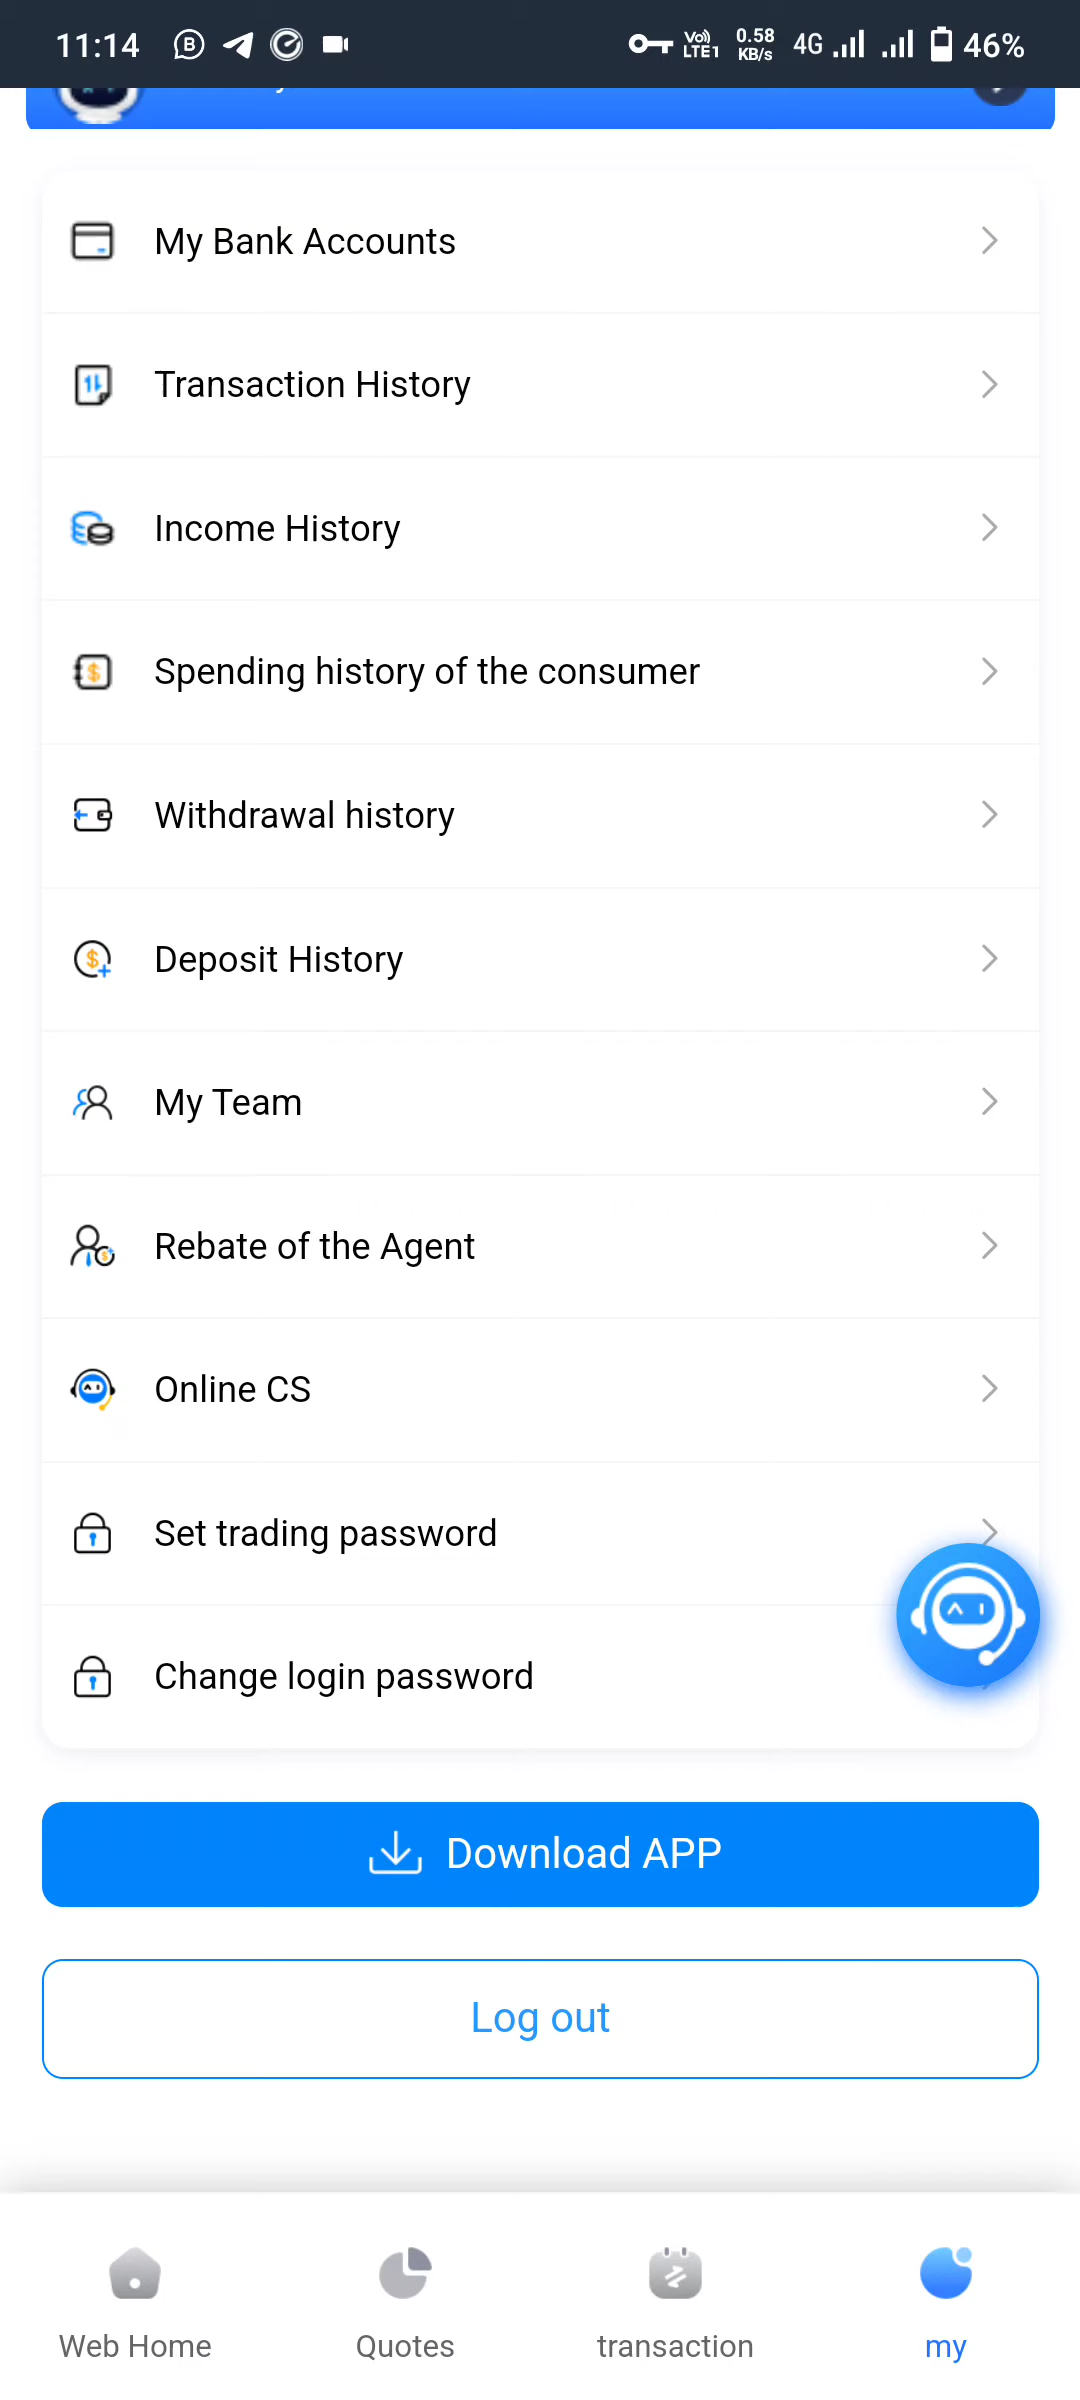 11:14 Vo) LTE1 0.58 KB/s 4G 46%
My Bank Accounts
Transaction History
Income History
Spending history of the consumer
Withdrawal history
Deposit History
My Team
Rebate of the Agent
Online CS
Set trading password
Change login password
Download APP
Log out
Web Home Quotes transaction my